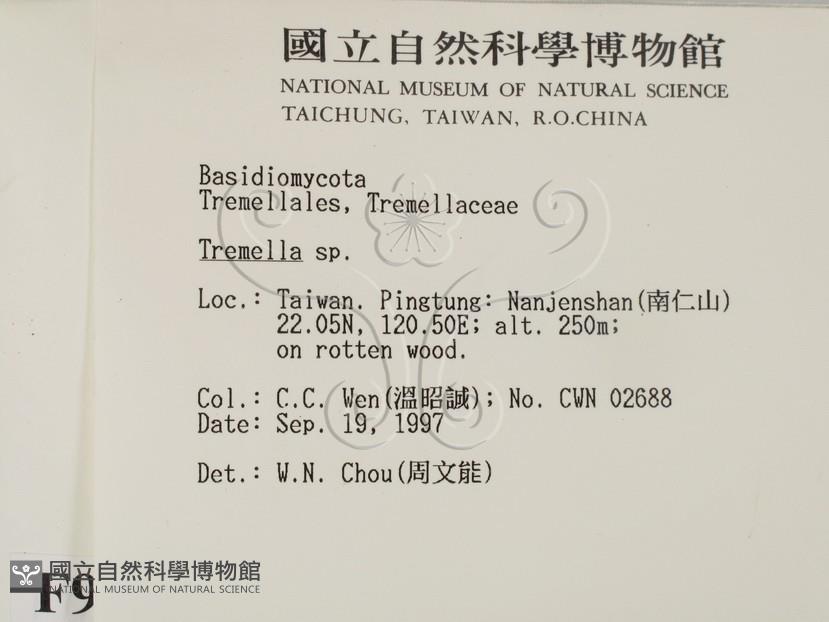 國立自然科學博物館
NATIONAL MUSEUM OF NATURAL SCIENCE
TAICHUNG, TAIWAN, R.O.CHINA
Basidiomycota
Tremellales, Tremellaceae
Tremella sp.
Loc.: Taiwan. Pingtung: Nanjenshan(南仁山)
22.05N, 120.50E; alt. 250m;
on rotten wood.
Col.: C.C. Wen(溫昭誠); No. CWN 02688
Date: Sep. 19, 1997
Det.: W.N. Chou(周文能)
國立自然科學博物館
NATIONAL MUSEUM OF NATURAL SCIENCE
F9